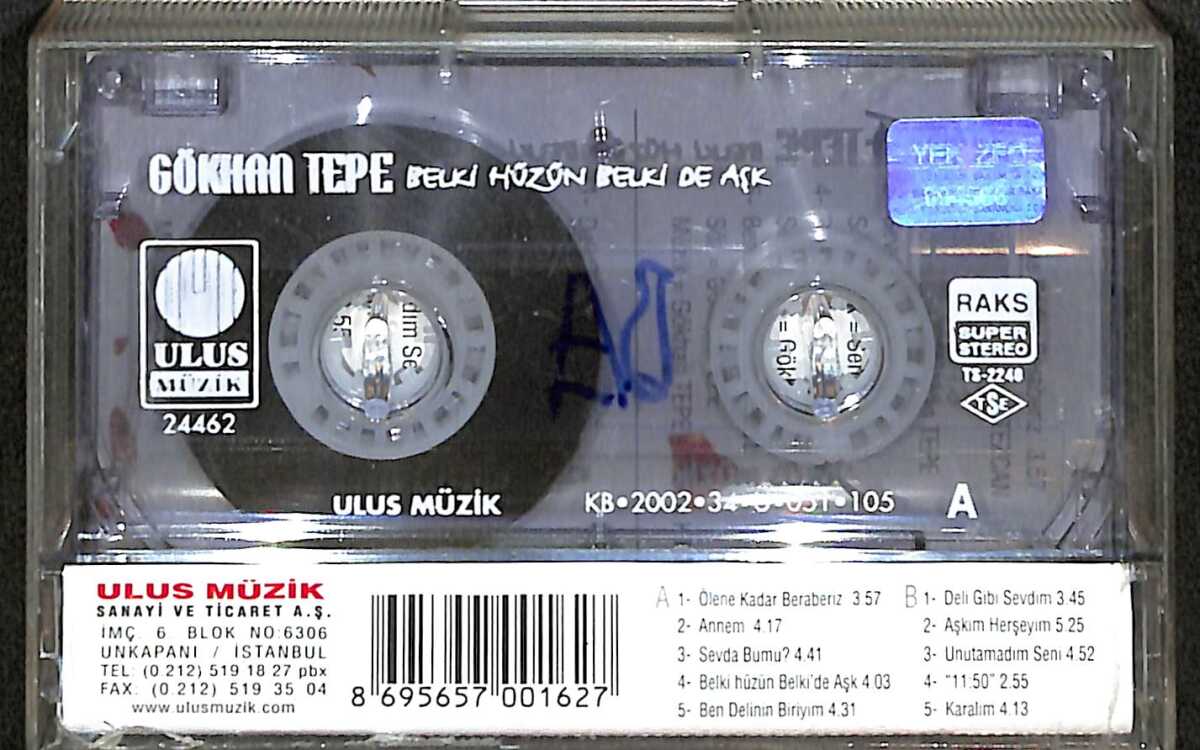 GÖKHAN TEPE BELKİ HÜZÜN BELKİ DE AŞK
ULUS
MÜZİK
24462
RAKS
SUPER
STEREO
TS-2240
TSE
ULUS MÜZİK
KB•2002•34-Ü-051•105
A
ULUS MÜZİK
SANAYİ VE TİCARET A.Ş.
İMÇ. 6. BLOK NO:6306
UNKAPANI / İSTANBUL
TEL: (0.212) 519 18 27 pbx
FAX: (0.212) 519 35 04
www.ulusmuzik.com
8 695657 001627
A 1- Ölene Kadar Beraberiz 3.57
2- Annem 4.17
3- Sevda Bumu? 4.41
4- Belki hüzün Belki'de Aşk 4.03
5- Ben Delinin Biriyim 4.31
B 1- Deli Gibi Sevdim 3.45
2- Aşkım Herşeyim 5.25
3- Unutamadım Seni 4.52
4- "11:50" 2.55
5- Karalım 4.13